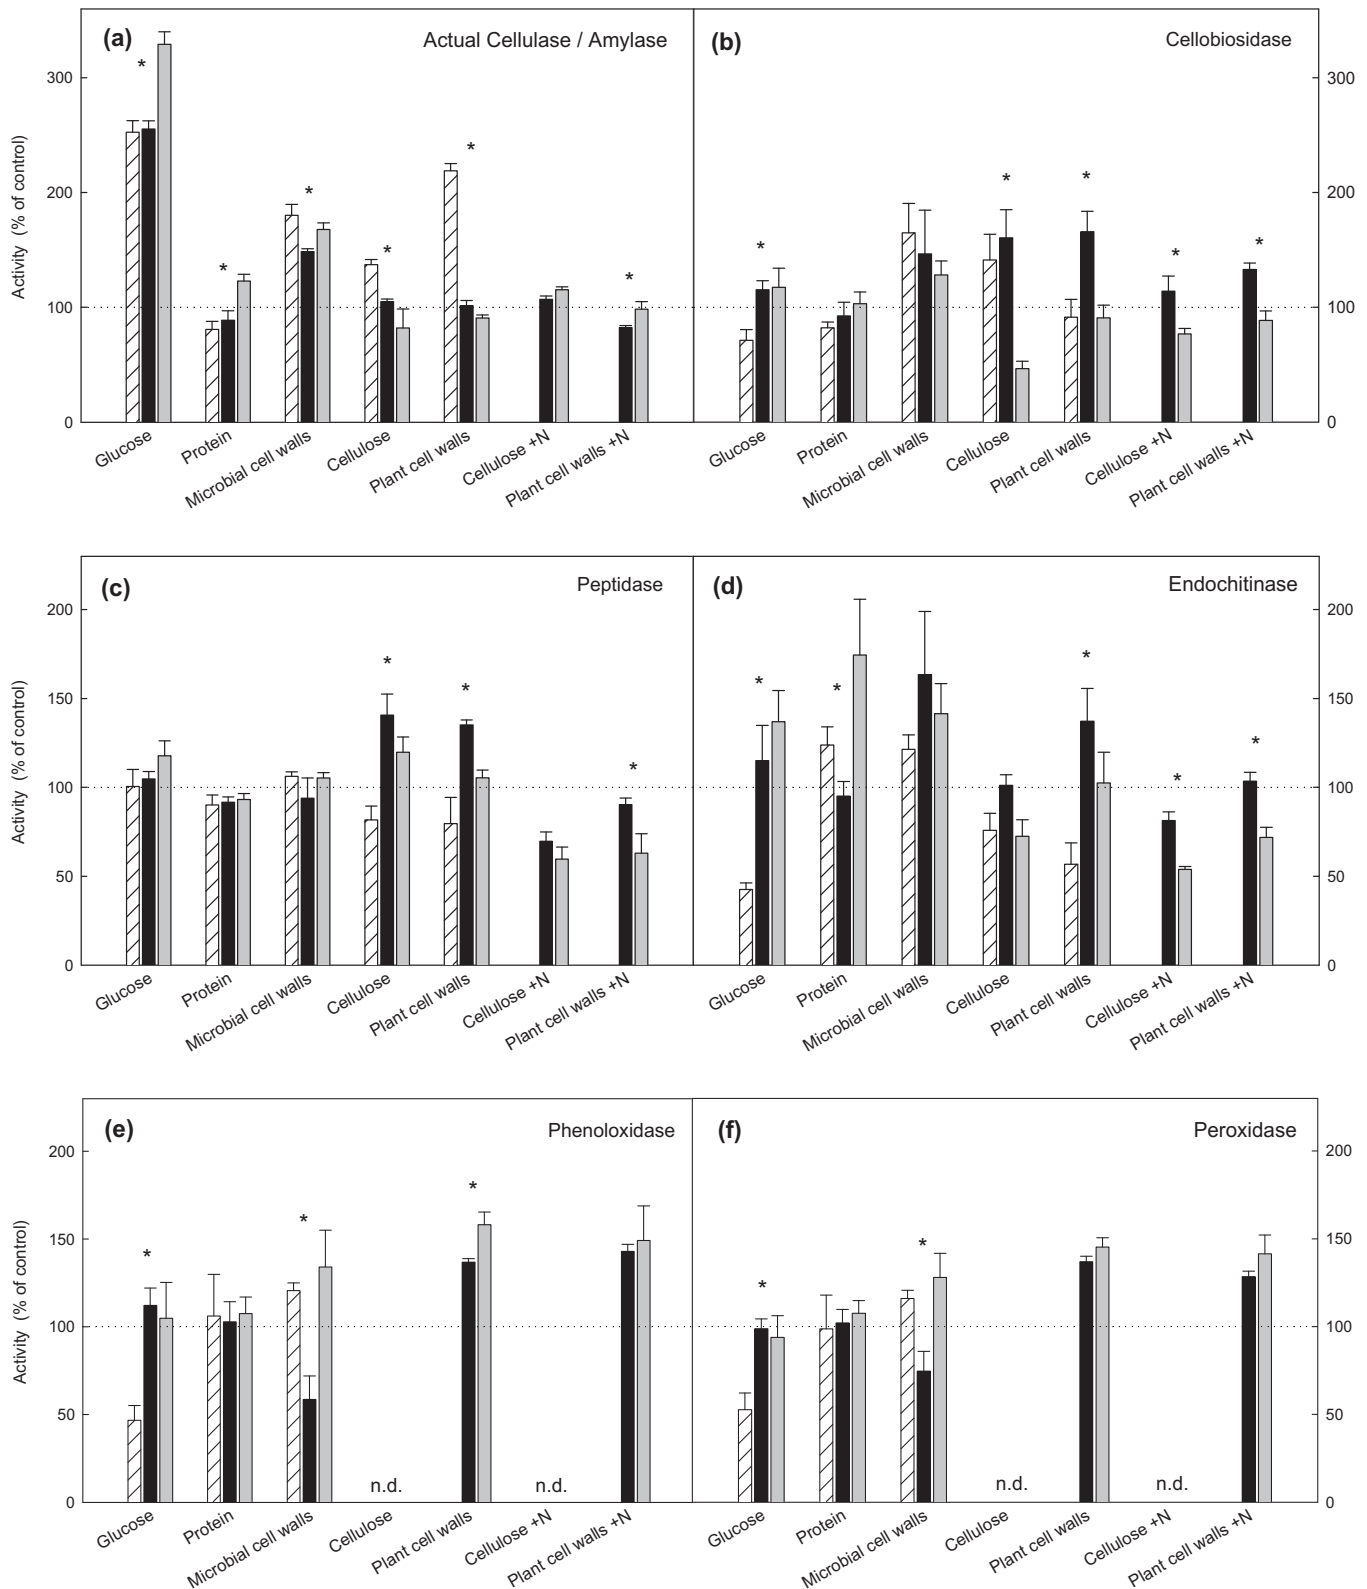 (a)
Actual Cellulase / Amylase
(b)
Cellobiosidase
Activity (% of control)
300
200
100
0
300
200
100
0
*
*
*
*
*
*
*
*
*
*
*
Glucose
Protein
Microbial cell walls
Cellulose
Plant cell walls
Cellulose +N
Plant cell walls +N
Glucose
Protein
Microbial cell walls
Cellulose
Plant cell walls
Cellulose +N
Plant cell walls +N
(c)
Peptidase
(d)
Endochitinase
Activity (% of control)
200
150
100
50
0
200
150
100
50
0
*
*
*
*
*
*
*
*
Glucose
Protein
Microbial cell walls
Cellulose
Plant cell walls
Cellulose +N
Plant cell walls +N
Glucose
Protein
Microbial cell walls
Cellulose
Plant cell walls
Cellulose +N
Plant cell walls +N
(e)
Phenoloxidase
(f)
Peroxidase
Activity (% of control)
200
150
100
50
0
200
150
100
50
0
*
*
*
*
*
n.d.
n.d.
n.d.
n.d.
Glucose
Protein
Microbial cell walls
Cellulose
Plant cell walls
Cellulose +N
Plant cell walls +N
Glucose
Protein
Microbial cell walls
Cellulose
Plant cell walls
Cellulose +N
Plant cell walls +N